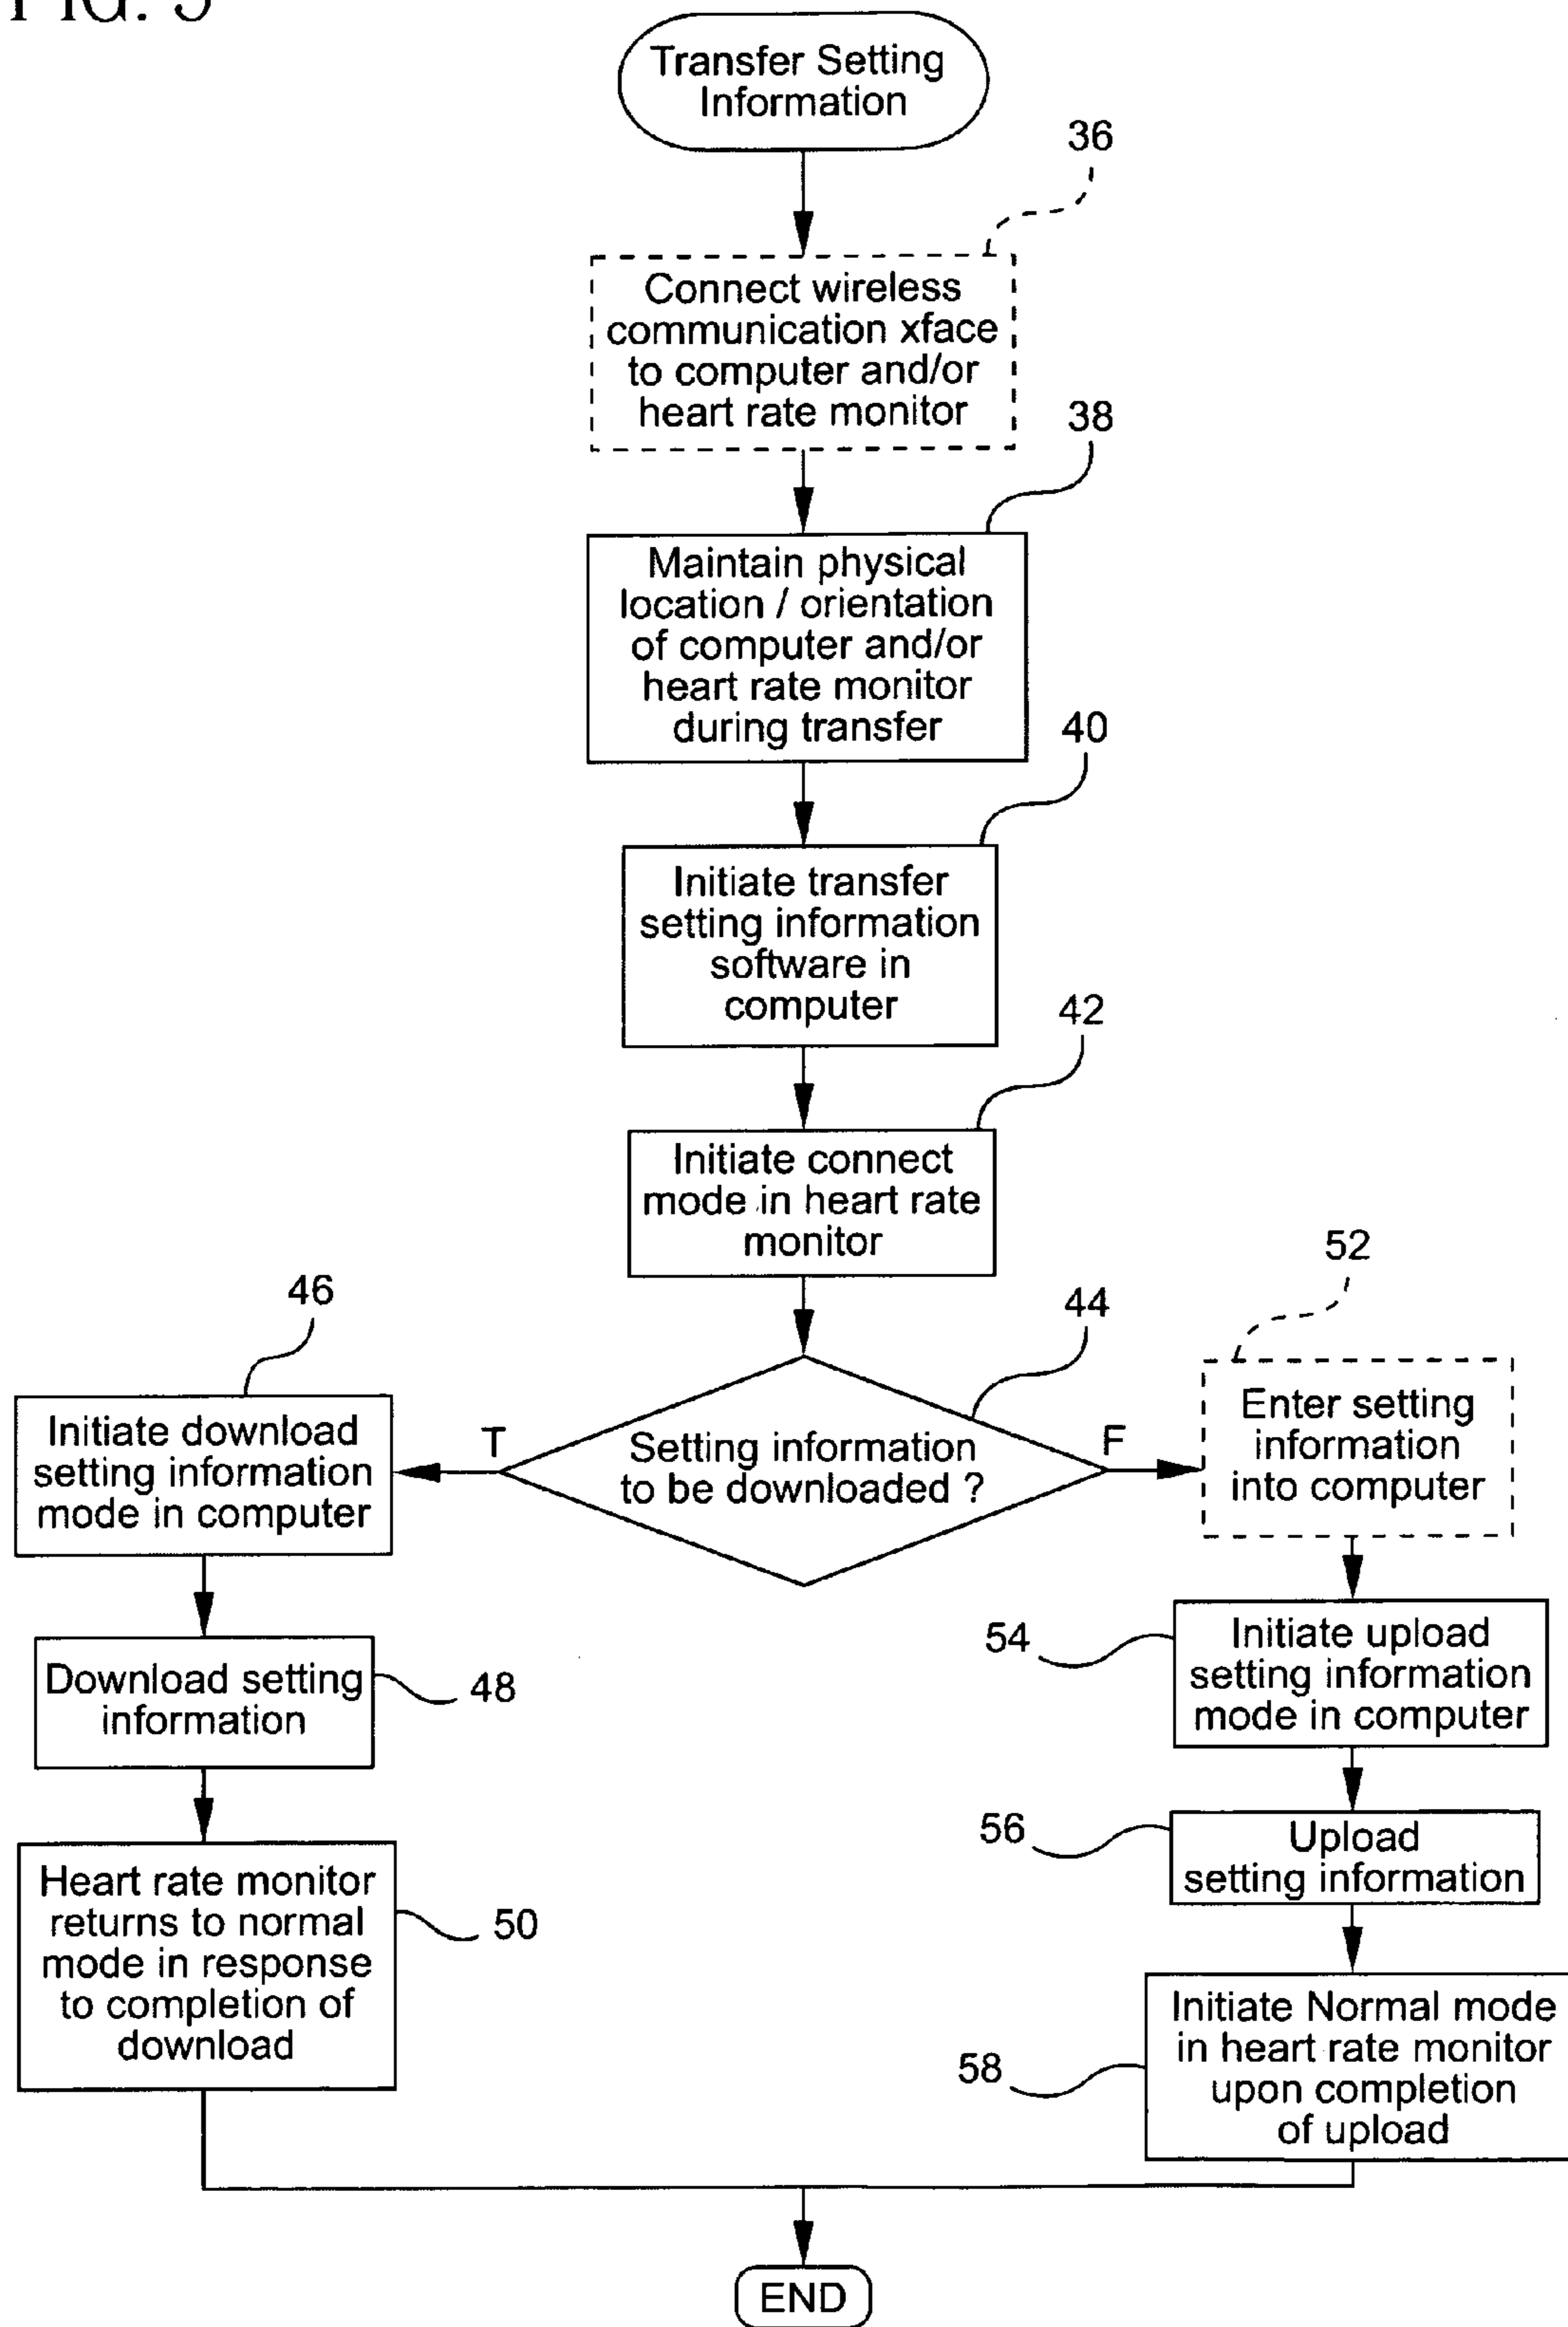 Transfer Setting
Information
36
Connect wireless
communication xface
to computer and/or
heart rate monitor
38
Maintain physical
location / orientation
of computer and/or
heart rate monitor
during transfer
40
Initiate transfer
setting information
software in
computer
42
Initiate connect
mode in heart rate
monitor
44
Setting information
to be downloaded ?
T
F
46
Initiate download
setting information
mode in computer
48
Download setting
information
50
Heart rate monitor
returns to normal
mode in response
to completion of
download
52
Enter setting
information
into computer
54
Initiate upload
setting information
mode in computer
56
Upload
setting information
58
Initiate Normal mode
in heart rate monitor
upon completion
of upload
END